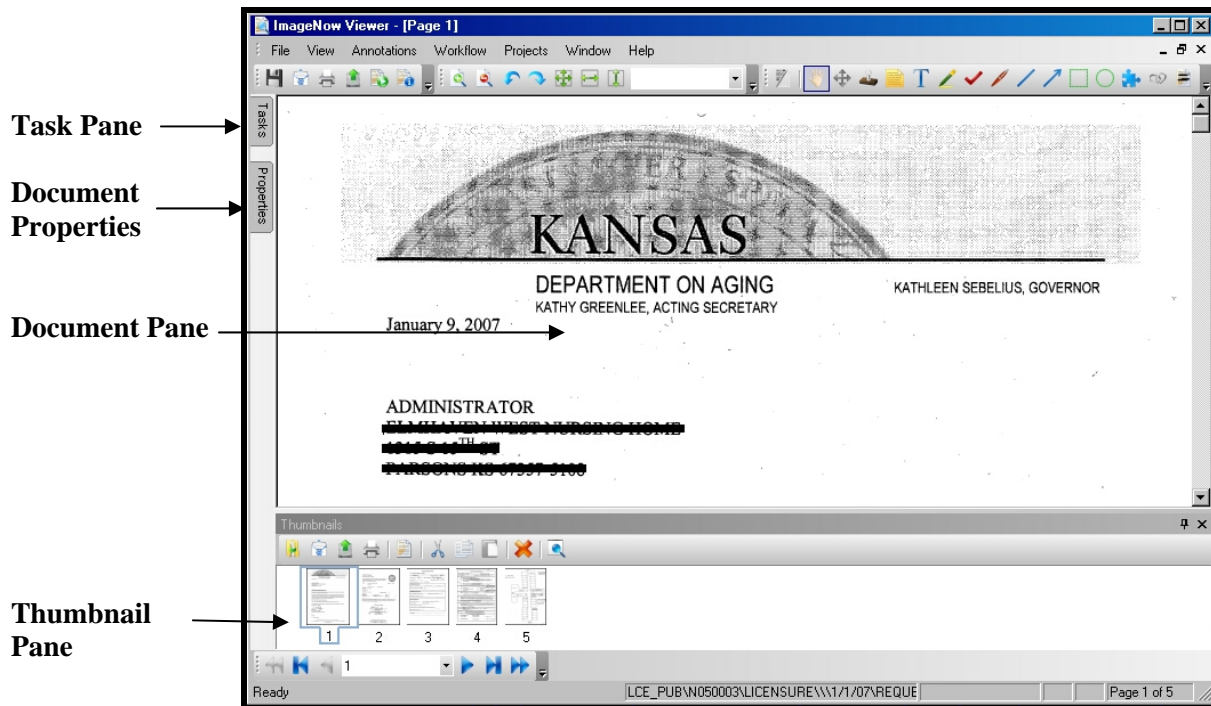 ImageNow Viewer - [Page 1]
File View Annotations Workflow Projects Window Help
Task Pane
Tasks
Document
Properties
Properties
KANSAS
DEPARTMENT ON AGING
KATHY GREENLEE, ACTING SECRETARY
KATHLEEN SEBELIUS, GOVERNOR
Document Pane
January 9, 2007
ADMINISTRATOR
Thumbnails
Thumbnail
Pane
1 2 3 4 5
1
Ready
LCE_PUB\N050003\LICENSURE\\\1/1/07\REQUE
Page 1 of 5